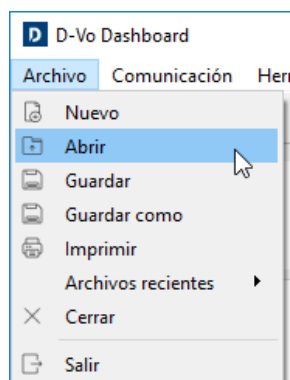 D D-Vo Dashboard
Archivo Comunicación
Nuevo
Abrir
Guardar
Guardar como
Imprimir
Archivos recientes
Cerrar
Salir